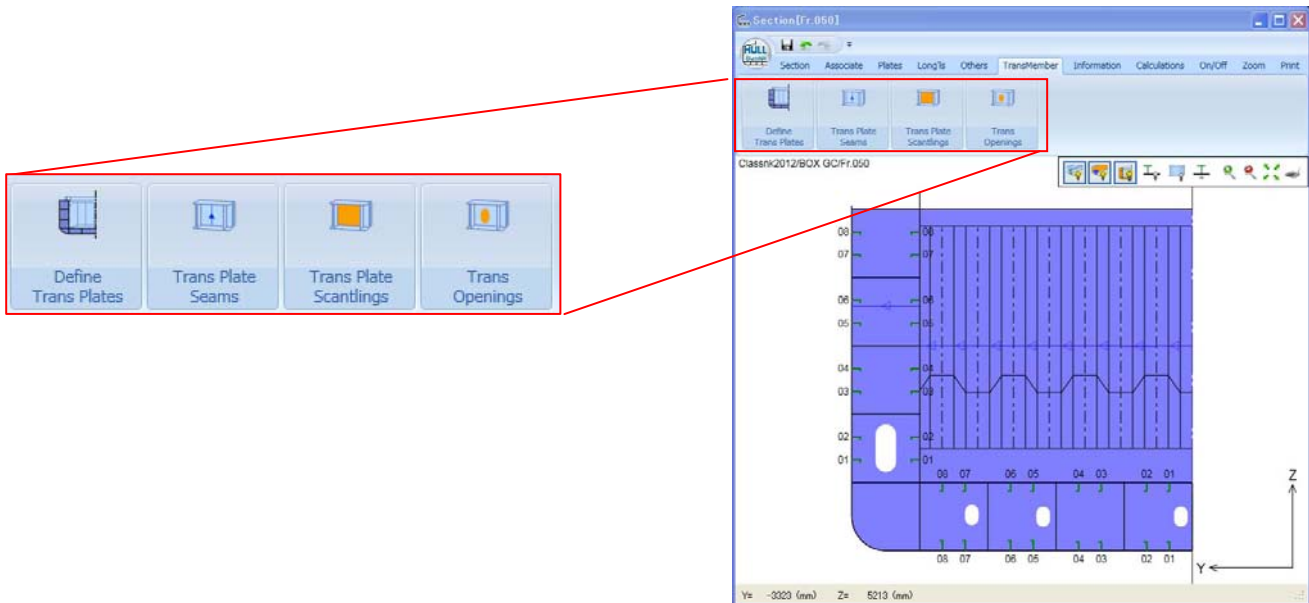 Define
Trans Plates
Trans Plate
Seams
Trans Plate
Scantlings
Trans
Openings
Section[Fr.050]
HULL
Section Associate Plates Long'ls Others TransMember Information Calculations On/Off Zoom Print
Define
Trans Plates
Trans Plate
Seams
Trans Plate
Scantlings
Trans
Openings
Classnk2012/BOX GC/Fr.050
08 08
07 07
06 06
05 05
04 04
03 03
02 02
01 01
08 07 06 05 04 03 02 01
Z
08 07 06 05 04 03 02 01
Y
Y= -3323 (mm) Z= 5213 (mm)